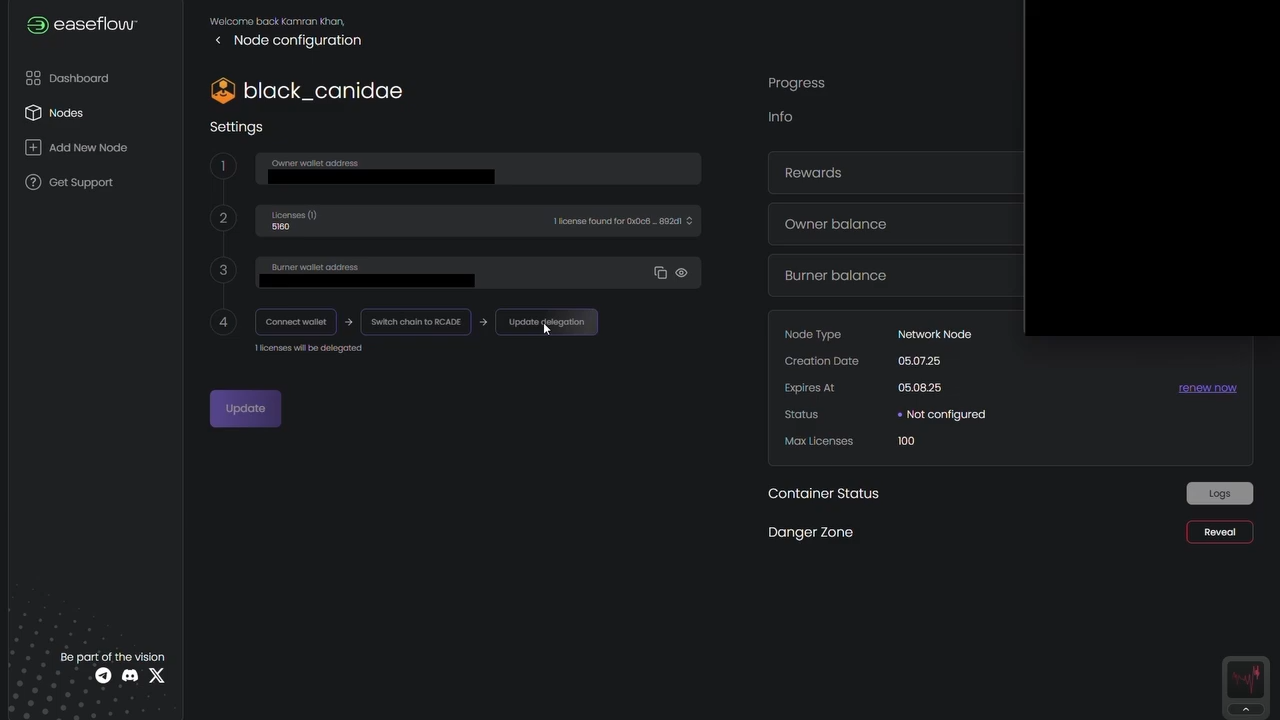 easeflow
Dashboard
Nodes
Add New Node
Get Support
Be part of the vision
Welcome back Kamran Khan,
Node configuration
black_canidae
Settings
1
Owner wallet address
2
Licenses (1)
5160
1 license found for 0x0c6 ... 892d1
3
Burner wallet address
4
Connect wallet → Switch chain to RCADE → Update delegation
1 licenses will be delegated
Update
Progress
Info
Rewards
Owner balance
Burner balance
Node Type Network Node
Creation Date 05.07.25
Expires At 05.08.25 renew now
Status Not configured
Max Licenses 100
Container Status Logs
Danger Zone Reveal